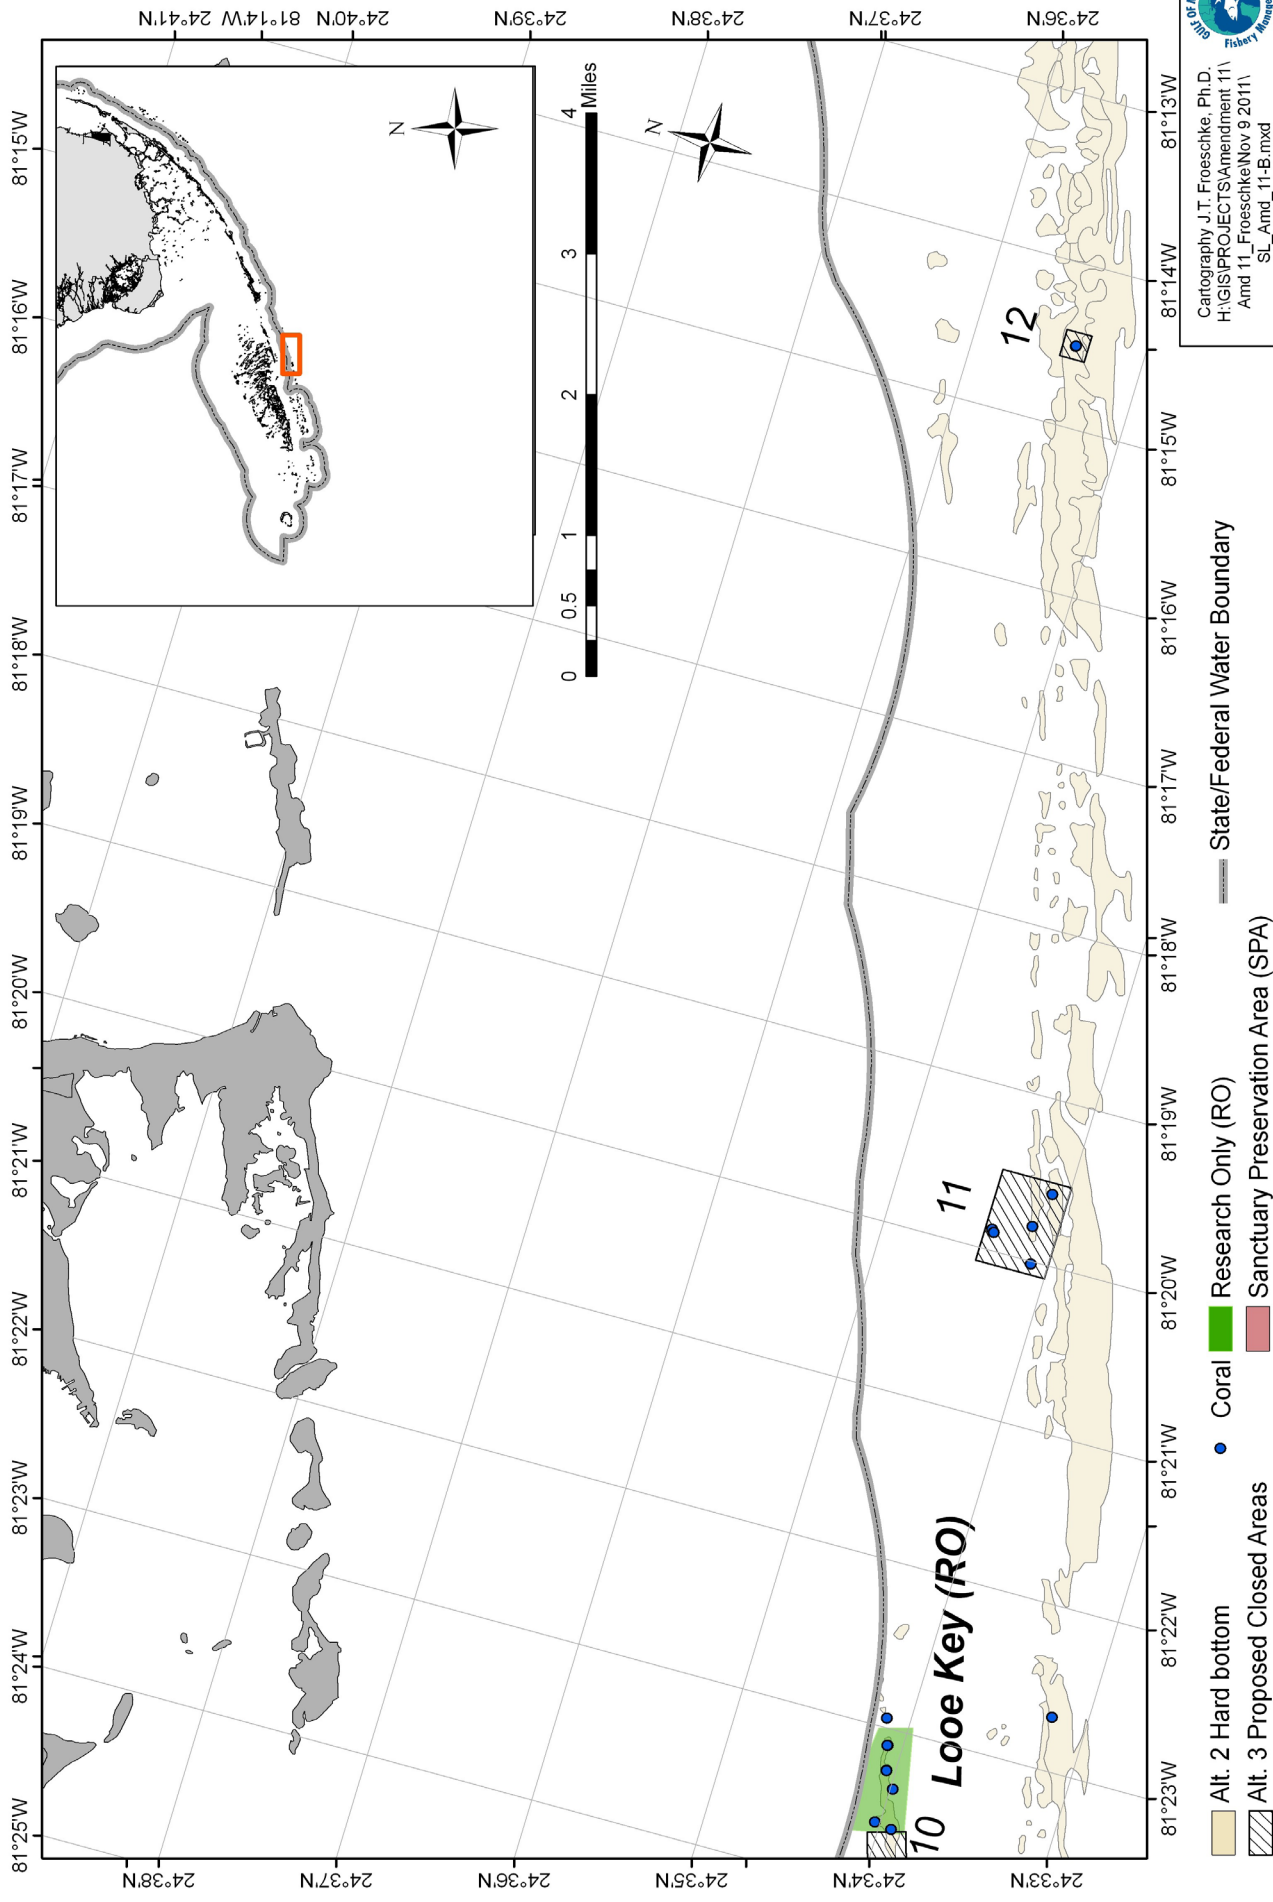 81°25'W
81°24'W
81°23'W
81°22'W
81°21'W
81°20'W
81°19'W
81°18'W
81°17'W
81°16'W
81°15'W
24°41'N
81°14'W
24°40'N
24°39'N
24°38'N
24°37'N
24°36'N
24°38'N
24°37'N
24°36'N
24°35'N
24°34'N
24°33'N
N
0
0.5
1
2
3
4
Miles
N
10
Looe Key (RO)
11
12
81°23'W
81°22'W
81°21'W
81°20'W
81°19'W
81°18'W
81°17'W
81°16'W
81°15'W
81°14'W
81°13'W
Alt. 2 Hard bottom
Coral
Research Only (RO)
State/Federal Water Boundary
Alt. 3 Proposed Closed Areas
Sanctuary Preservation Area (SPA)
Cartography J.T. Froeschke, Ph.D.
H:\GIS\PROJECTS\Amendment 11\
Amd 11_Froeschke\Nov 9 2011\
SL_Amd_11-B.mxd
GULF OF
Fishery